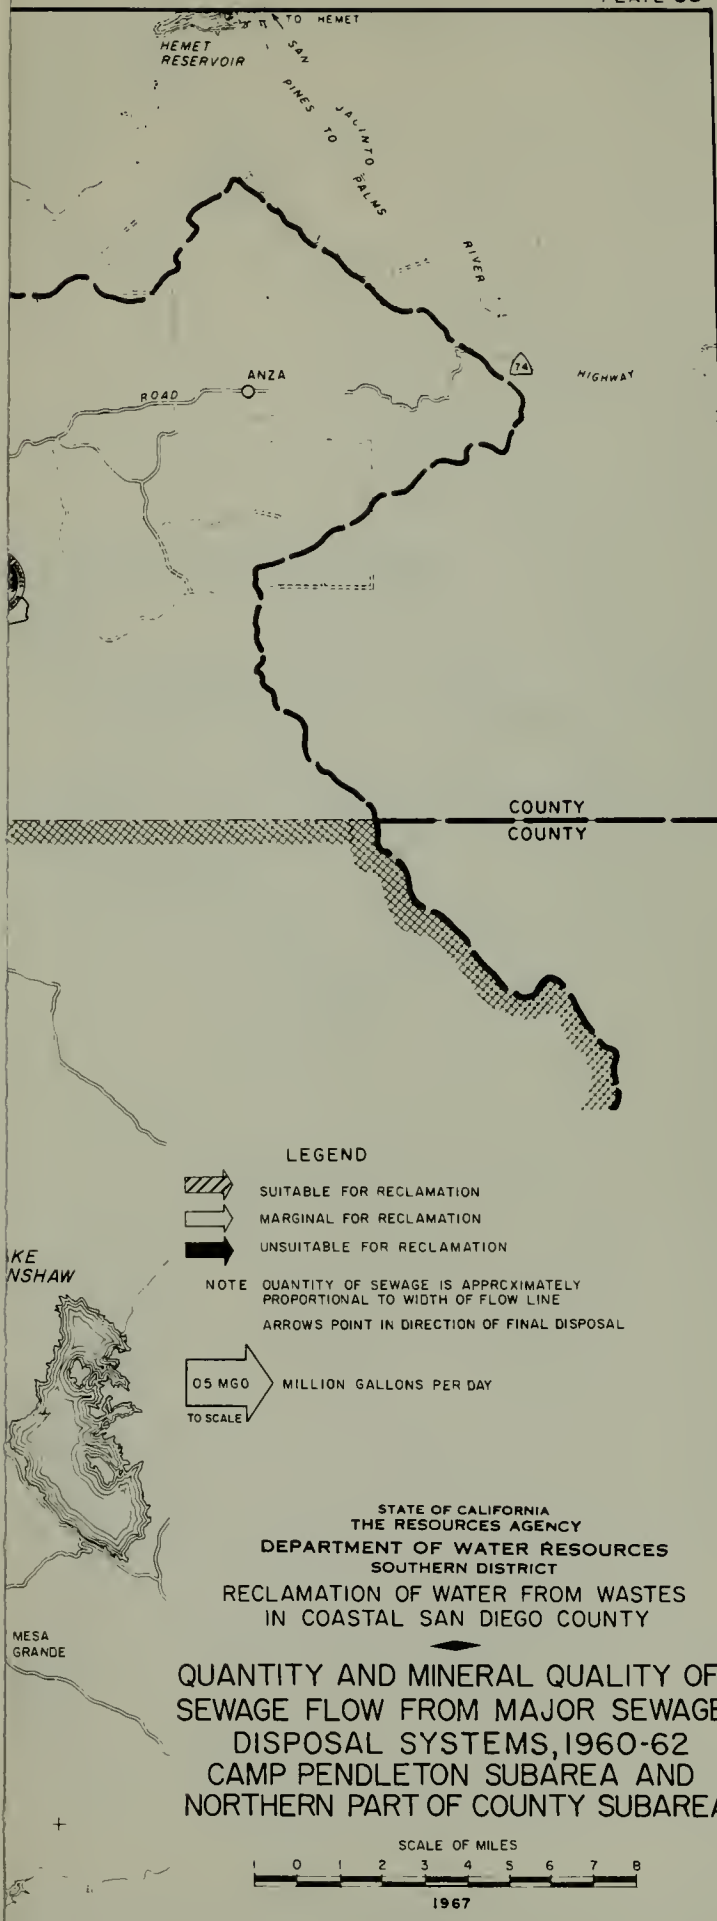 TO HEMET
HEMET
RESERVOIR
SAN
JACINTO
RIVER
PINES TO
PALMS
HIGHWAY
74
ANZA
ROAD
COUNTY
COUNTY
LEGEND
SUITABLE FOR RECLAMATION
MARGINAL FOR RECLAMATION
UNSUITABLE FOR RECLAMATION
NOTE QUANTITY OF SEWAGE IS APPROXIMATELY
PROPORTIONAL TO WIDTH OF FLOW LINE
ARROWS POINT IN DIRECTION OF FINAL DISPOSAL
0.5 MGD
MILLION GALLONS PER DAY
TO SCALE
KE
NSHAW
MESA
GRANDE
STATE OF CALIFORNIA
THE RESOURCES AGENCY
DEPARTMENT OF WATER RESOURCES
SOUTHERN DISTRICT
RECLAMATION OF WATER FROM WASTES
IN COASTAL SAN DIEGO COUNTY
QUANTITY AND MINERAL QUALITY OF
SEWAGE FLOW FROM MAJOR SEWAGE
DISPOSAL SYSTEMS, 1960-62
CAMP PENDLETON SUBAREA AND
NORTHERN PART OF COUNTY SUBAREA
SCALE OF MILES
1 0 1 2 3 4 5 6 7 8
1967